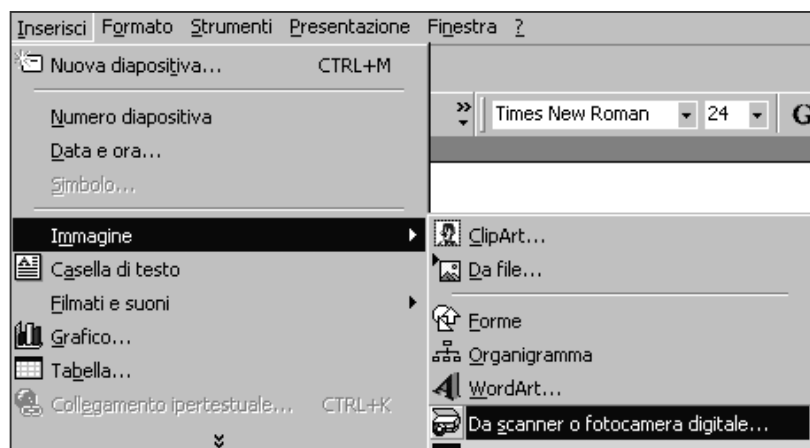 Inserisci Formato Strumenti Presentazione Finestra ?
Nuova diapositiva... CTRL+M
Numero diapositiva
Data e ora...
Simbolo...
Immagine
Casella di testo
Filmati e suoni
Grafico...
Tabella...
Collegamento ipertestuale... CTRL+K
Times New Roman 24 G
ClipArt...
Da file...
Forme
Organigramma
WordArt...
Da scanner o fotocamera digitale...